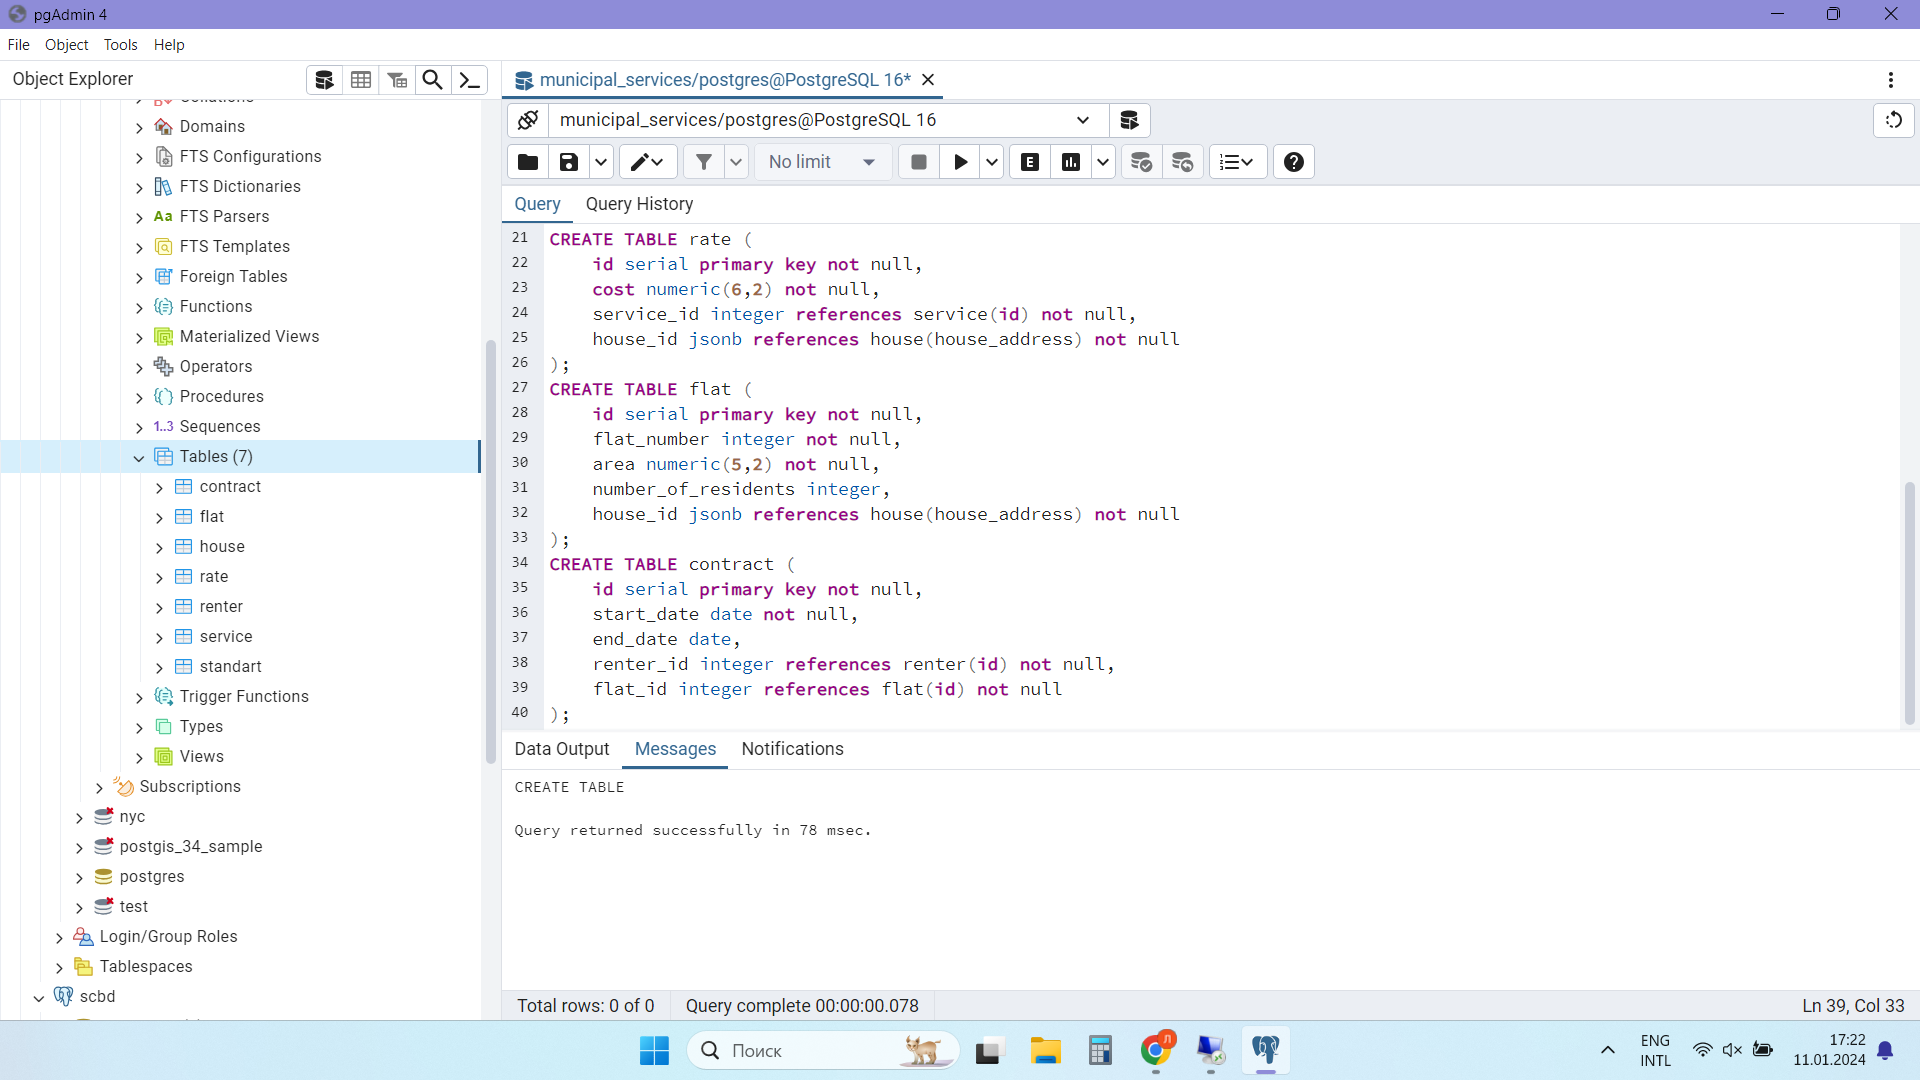 pgAdmin 4
File Object Tools Help
Object Explorer
Domains
FTS Configurations
FTS Dictionaries
Aa FTS Parsers
FTS Templates
Foreign Tables
Functions
Materialized Views
Operators
Procedures
1..3 Sequences
Tables (7)
contract
flat
house
rate
renter
service
standart
Trigger Functions
Types
Views
Subscriptions
nyc
postgis_34_sample
postgres
test
Login/Group Roles
Tablespaces
scbd
municipal_services/postgres@PostgreSQL 16*
municipal_services/postgres@PostgreSQL 16
No limit
E
Query Query History
21 CREATE TABLE rate (
22 id serial primary key not null,
23 cost numeric(6,2) not null,
24 service_id integer references service(id) not null,
25 house_id jsonb references house(house_address) not null
26 );
27 CREATE TABLE flat (
28 id serial primary key not null,
29 flat_number integer not null,
30 area numeric(5,2) not null,
31 number_of_residents integer,
32 house_id jsonb references house(house_address) not null
33 );
34 CREATE TABLE contract (
35 id serial primary key not null,
36 start_date date not null,
37 end_date date,
38 renter_id integer references renter(id) not null,
39 flat_id integer references flat(id) not null
40 );
Data Output Messages Notifications
CREATE TABLE
Query returned successfully in 78 msec.
Total rows: 0 of 0 Query complete 00:00:00.078 Ln 39, Col 33
Поиск
Л
ENG
INTL
17:22
11.01.2024